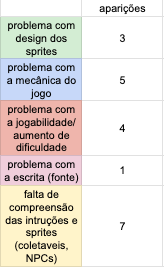 aparições
problema com
design dos
sprites
3
problema com
a mecânica do
jogo
5
problema com
a jogabilidade/
aumento de
dificuldade
4
problema com
a escrita (fonte)
1
falta de
compreensão
das intruções e
sprites
(coletaveis,
NPCs)
7